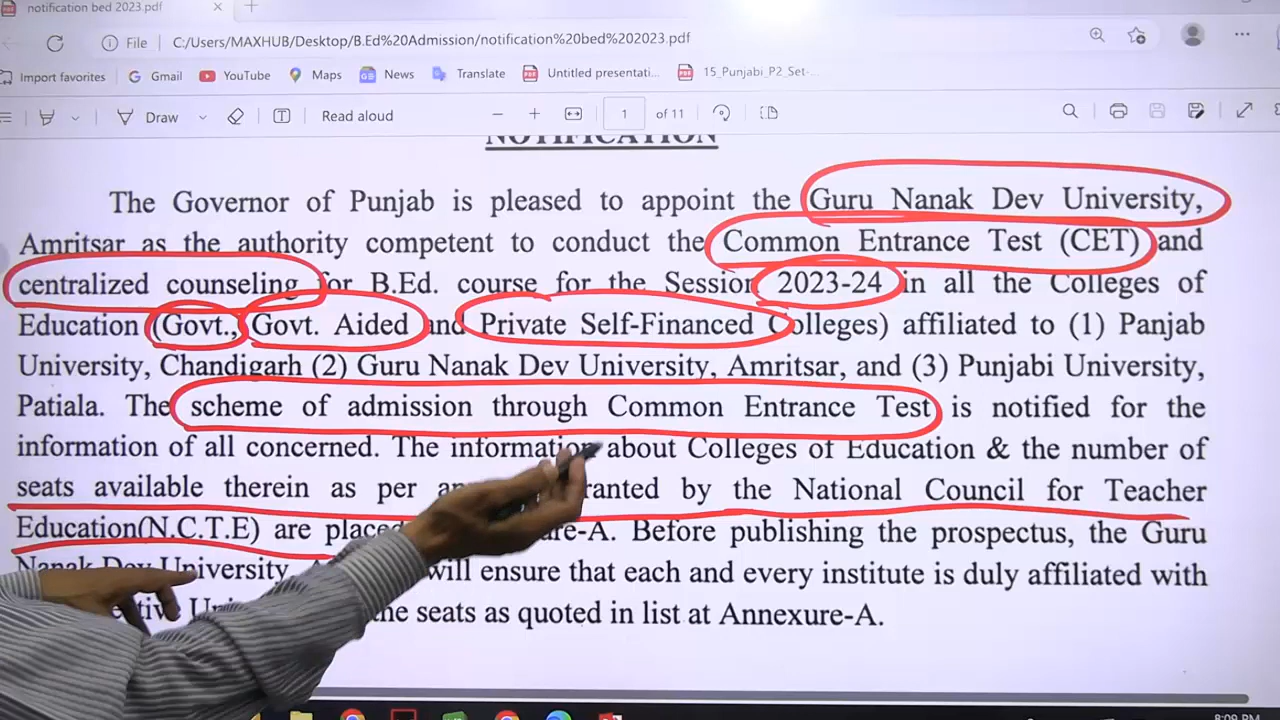 notification bed 2023.pdf
File C:/Users/MAXHUB/Desktop/B.Ed%20Admission/notification%20bed%202023.pdf
Import favorites Gmail YouTube Maps News Translate Untitled presentati... 15_Punjabi_P2_Set-...
Draw Read aloud 1 of 11
NOTIFICATION
The Governor of Punjab is pleased to appoint the Guru Nanak Dev University,
Amritsar as the authority competent to conduct the Common Entrance Test (CET) and
centralized counseling for B.Ed. course for the Session 2023-24 in all the Colleges of
Education (Govt., Govt. Aided and Private Self-Financed Colleges) affiliated to (1) Panjab
University, Chandigarh (2) Guru Nanak Dev University, Amritsar, and (3) Punjabi University,
Patiala. The scheme of admission through Common Entrance Test is notified for the
information of all concerned. The information about Colleges of Education & the number of
seats available therein as per by the National Council for Teacher
Education(N.C.T.E) are Before publishing the prospectus, the Guru
Nanak Dev University, will ensure that each and every institute is duly affiliated with
the seats as quoted in list at Annexure-A.
8:09 PM